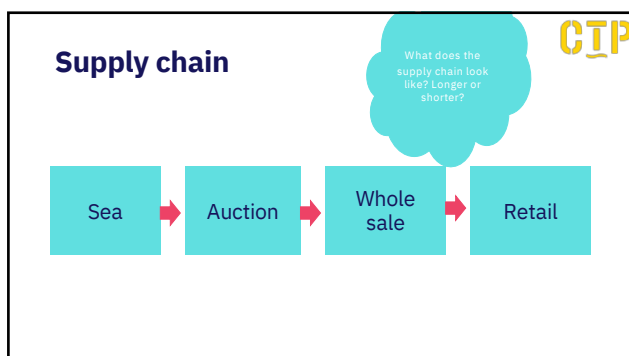 Supply chain
CTP
What does the
supply chain look
like? Longer or
shorter?
Sea
Auction
Whole
sale
Retail